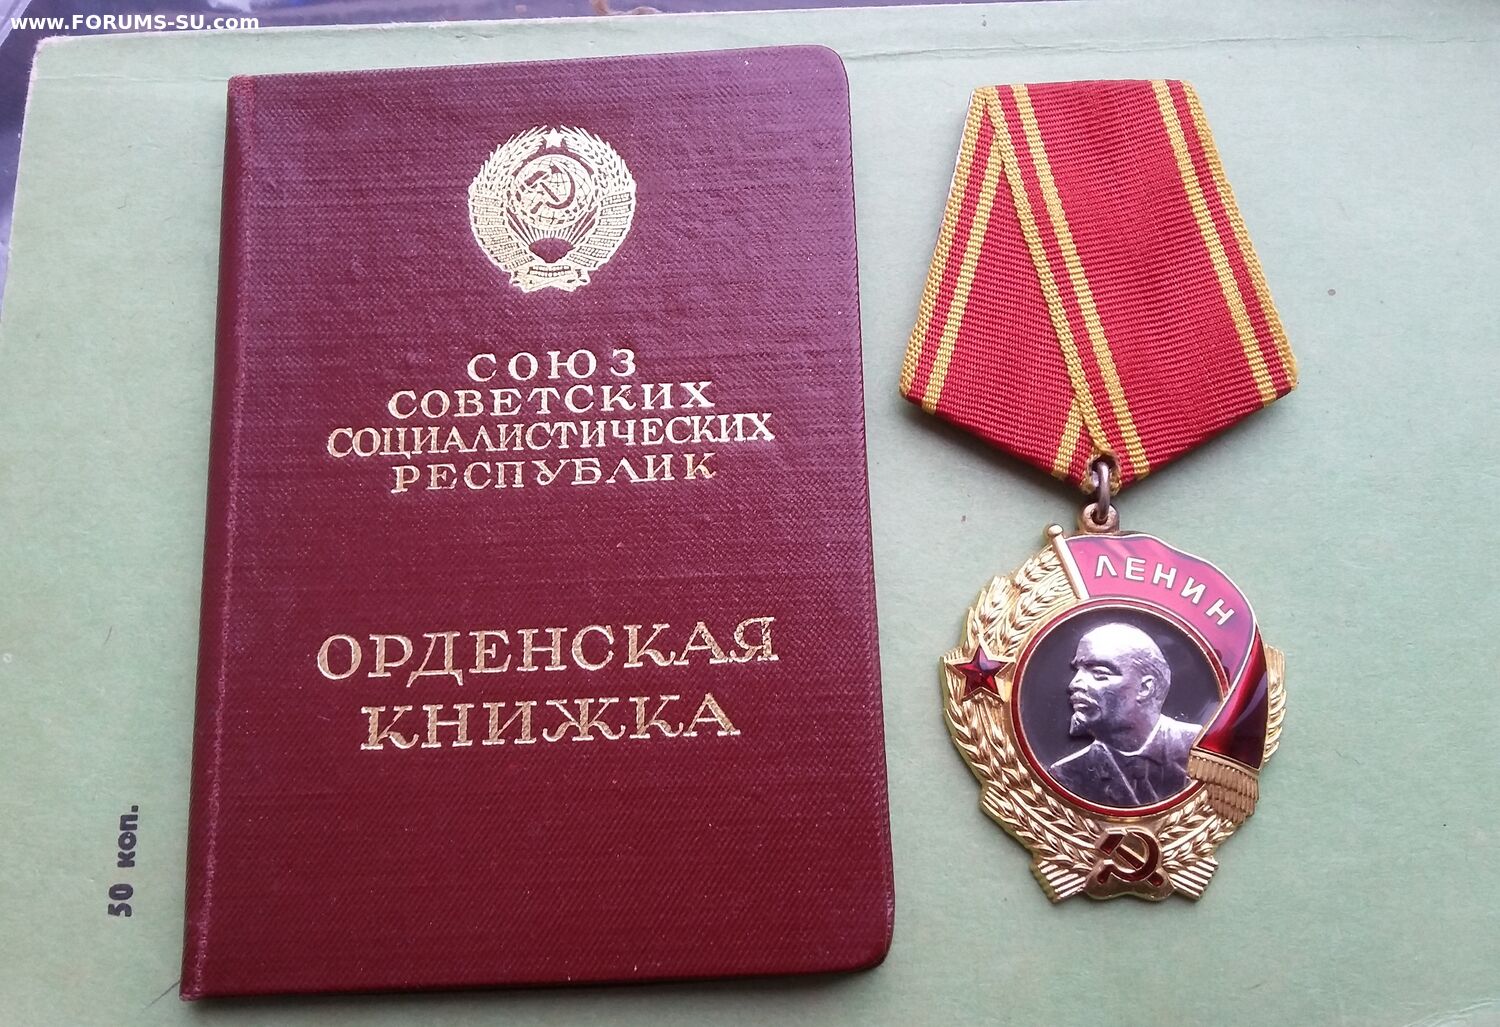 www.FORUMS-SU.com
СОЮЗ
СОВЕТСКИХ
СОЦИАЛИСТИЧЕСКИХ
РЕСПУБЛИК
ОРДЕНСКАЯ
КНИЖКА
ЛЕНИН
50 коп.